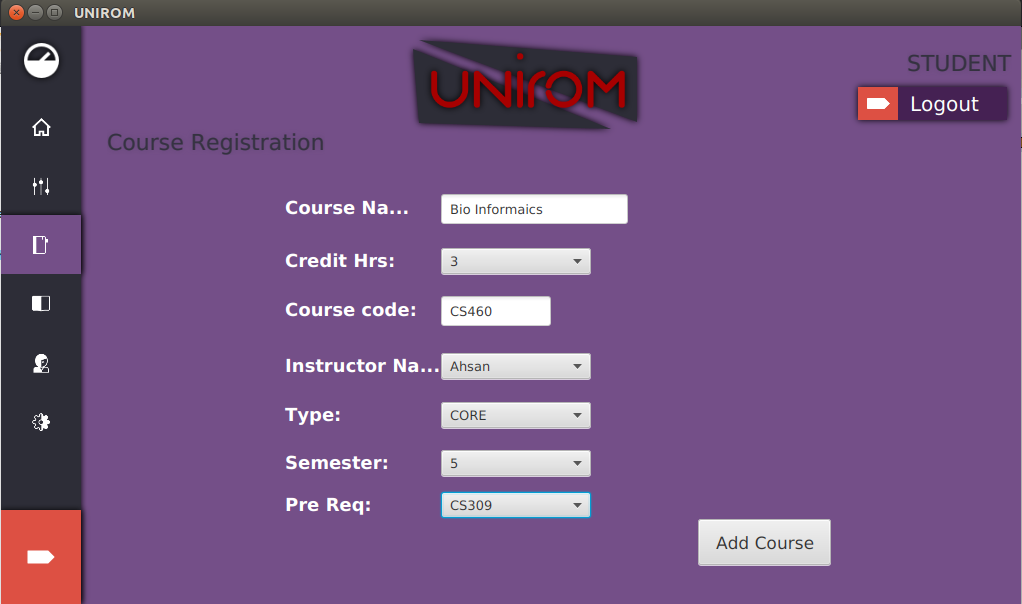 UNIROM
UNIROM
STUDENT
Logout
Course Registration
Course Na... Bio Informaics
Credit Hrs: 3
Course code: CS460
Instructor Na... Ahsan
Type: CORE
Semester: 5
Pre Req: CS309
Add Course